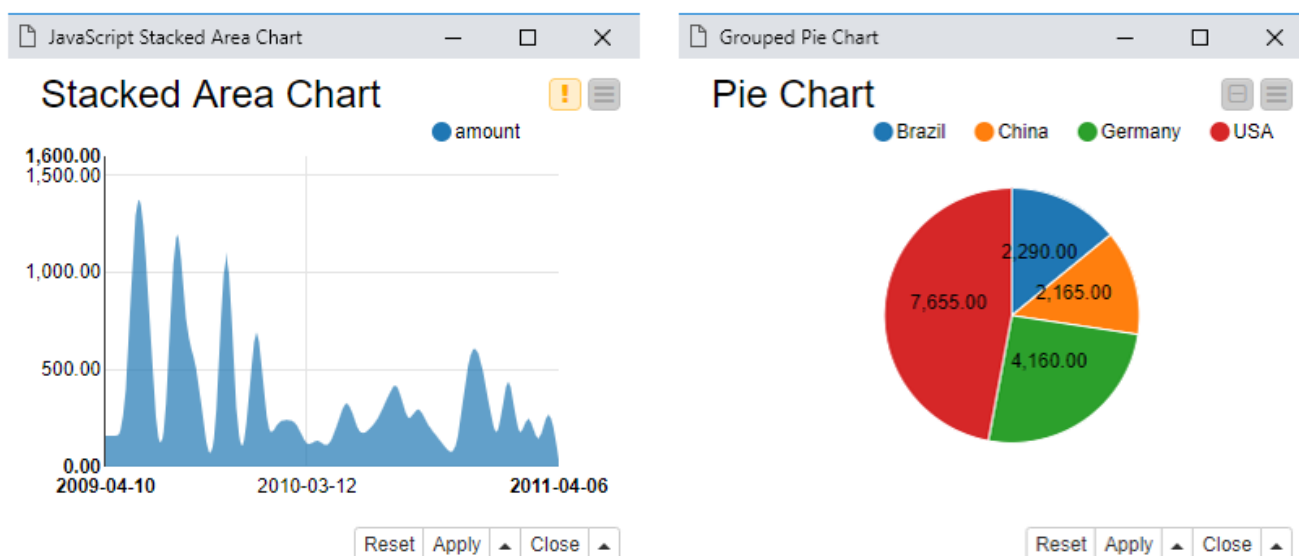 JavaScript Stacked Area Chart
Stacked Area Chart
!
amount
1,600.00
1,500.00
1,000.00
500.00
0.00
2009-04-10 2010-03-12 2011-04-06
Reset Apply Close
Grouped Pie Chart
Pie Chart
Brazil China Germany USA
2,290.00
2,165.00
7,655.00
4,160.00
Reset Apply Close